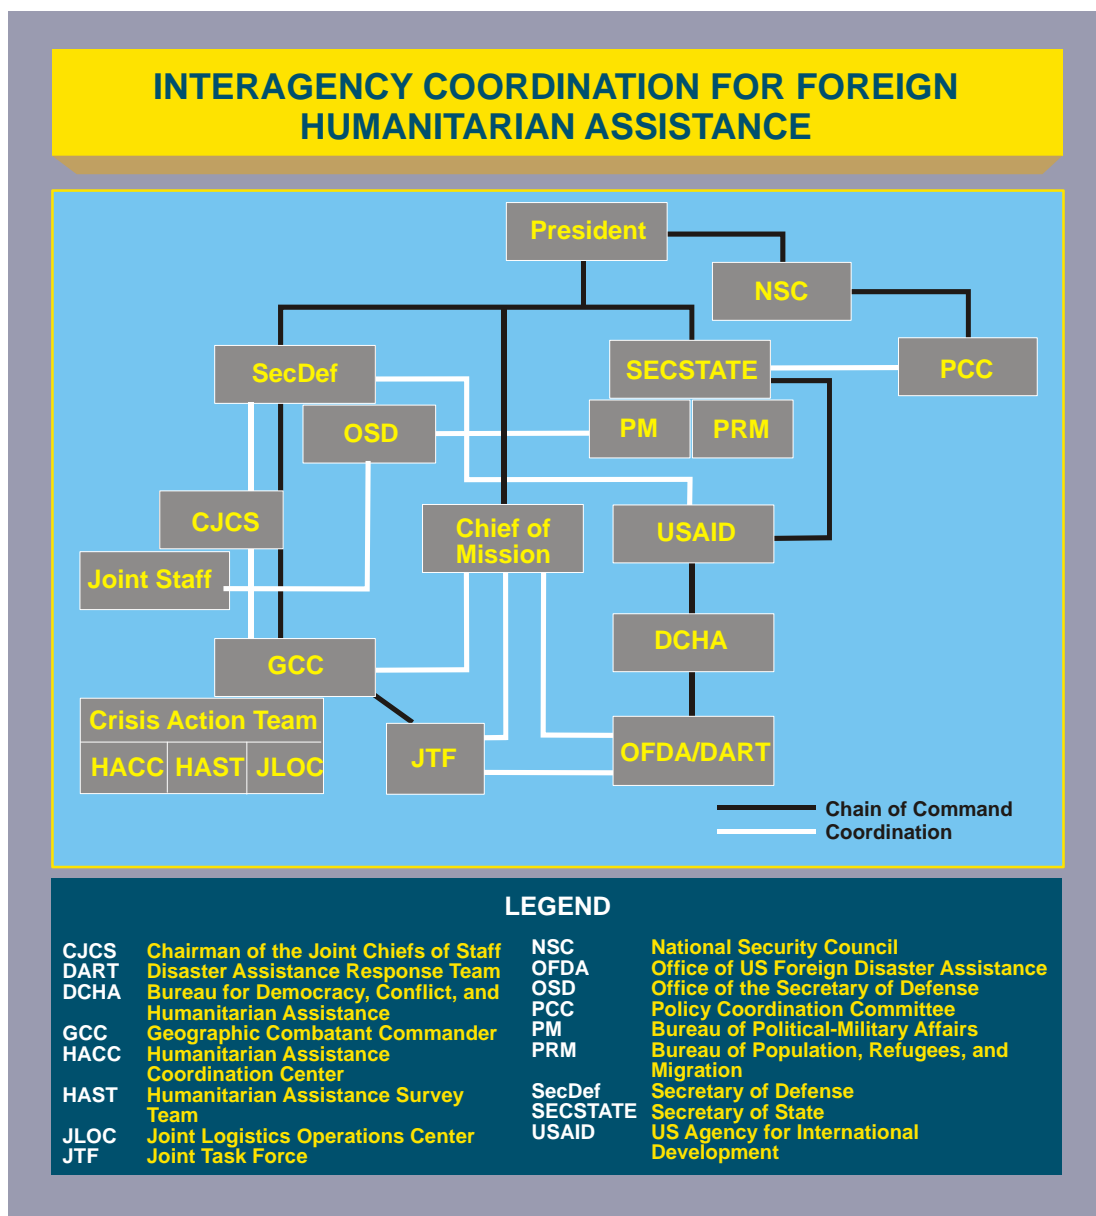 INTERAGENCY COORDINATION FOR FOREIGN
HUMANITARIAN ASSISTANCE
President
NSC
SecDef
SECSTATE
PCC
OSD
PM
PRM
CJCS
Chief of
Mission
USAID
Joint Staff
DCHA
GCC
Crisis Action Team
HACC
HAST
JLOC
JTF
OFDA/DART
Chain of Command
Coordination
LEGEND
CJCS Chairman of the Joint Chiefs of Staff
DART Disaster Assistance Response Team
DCHA Bureau for Democracy, Conflict, and
Humanitarian Assistance
GCC Geographic Combatant Commander
HACC Humanitarian Assistance
Coordination Center
HAST Humanitarian Assistance Survey
Team
JLOC Joint Logistics Operations Center
JTF Joint Task Force
NSC National Security Council
OFDA Office of US Foreign Disaster Assistance
OSD Office of the Secretary of Defense
PCC Policy Coordination Committee
PM Bureau of Political-Military Affairs
PRM Bureau of Population, Refugees, and
Migration
SecDef Secretary of Defense
SECSTATE Secretary of State
USAID US Agency for International
Development